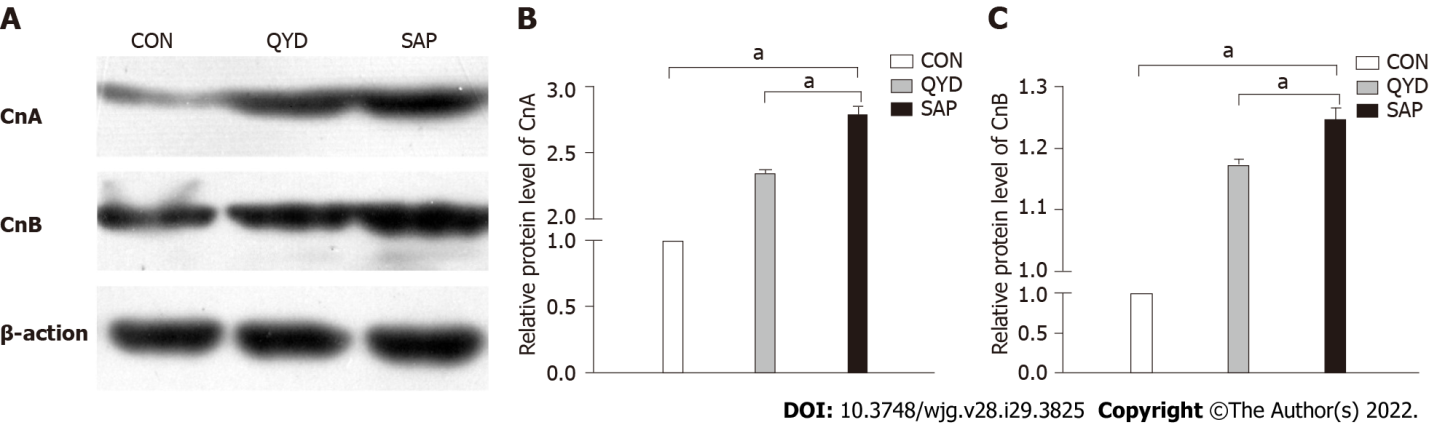 A
CON QYD SAP
CnA
CnB
β-action
B
a
a
CON
QYD
SAP
Relative protein level of CnA
3.0
2.5
2.0
1.0
0.5
0.0
C
a
a
CON
QYD
SAP
Relative protein level of CnB
1.3
1.2
1.1
1.0
1.0
0.5
0.0
DOI: 10.3748/wjg.v28.i29.3825 Copyright ©The Author(s) 2022.